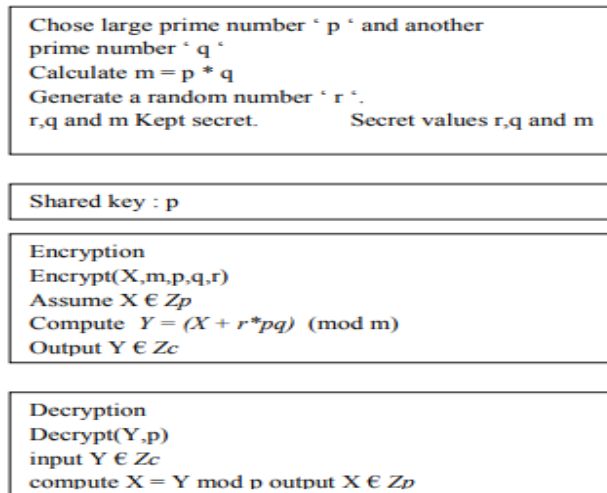 Chose large prime number ‘ p ‘ and another
prime number ‘ q ‘
Calculate m = p * q
Generate a random number ‘ r ‘.
r,q and m Kept secret. Secret values r,q and m
Shared key : p
Encryption
Encrypt(X,m,p,q,r)
Assume X € Zp
Compute Y = (X + r*pq) (mod m)
Output Y € Zc
Decryption
Decrypt(Y,p)
input Y € Zc
compute X = Y mod p output X € Zp